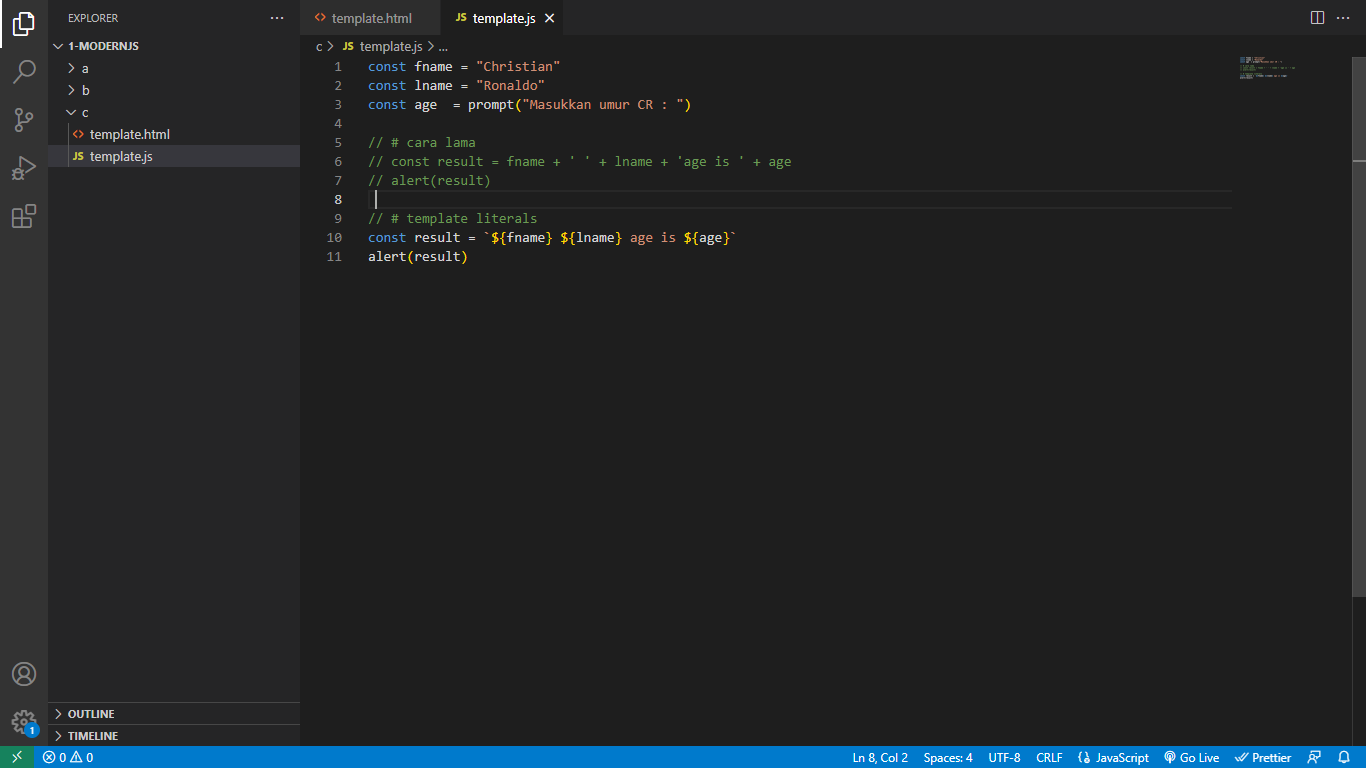 EXPLORER
1-MODERNJS
a
b
c
template.html
template.js
OUTLINE
TIMELINE
template.html
template.js
c > JS template.js > ...
1 const fname = "Christian"
2 const lname = "Ronaldo"
3 const age  = prompt("Masukkan umur CR : ")
4
5 // # cara lama
6 // const result = fname + ' ' + lname + 'age is ' + age
7 // alert(result)
8
9 // # template literals
10 const result = `${fname} ${lname} age is ${age}`
11 alert(result)
1
0 0 Ln 8, Col 2 Spaces: 4 UTF-8 CRLF JavaScript Go Live Prettier